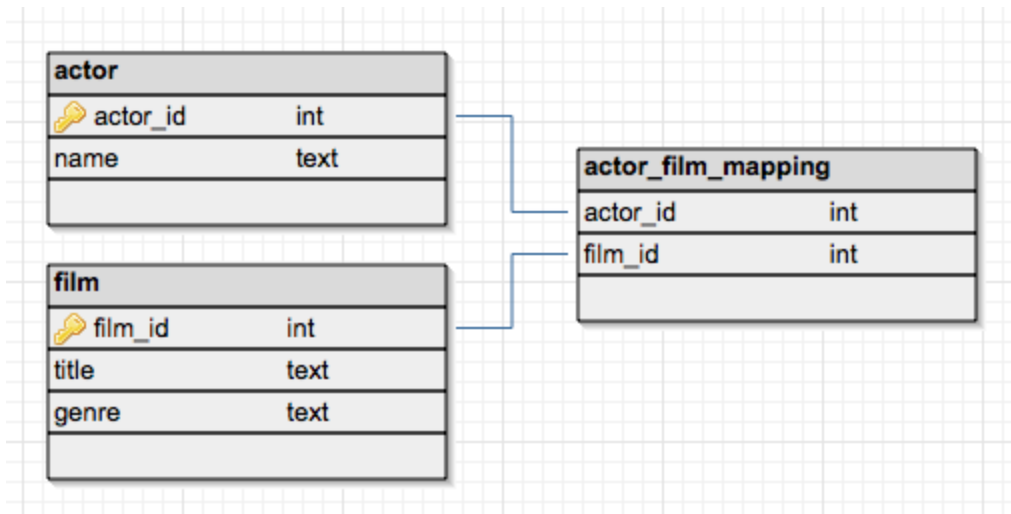 actor
actor_id int
name text
film
film_id int
title text
genre text
actor_film_mapping
actor_id int
film_id int